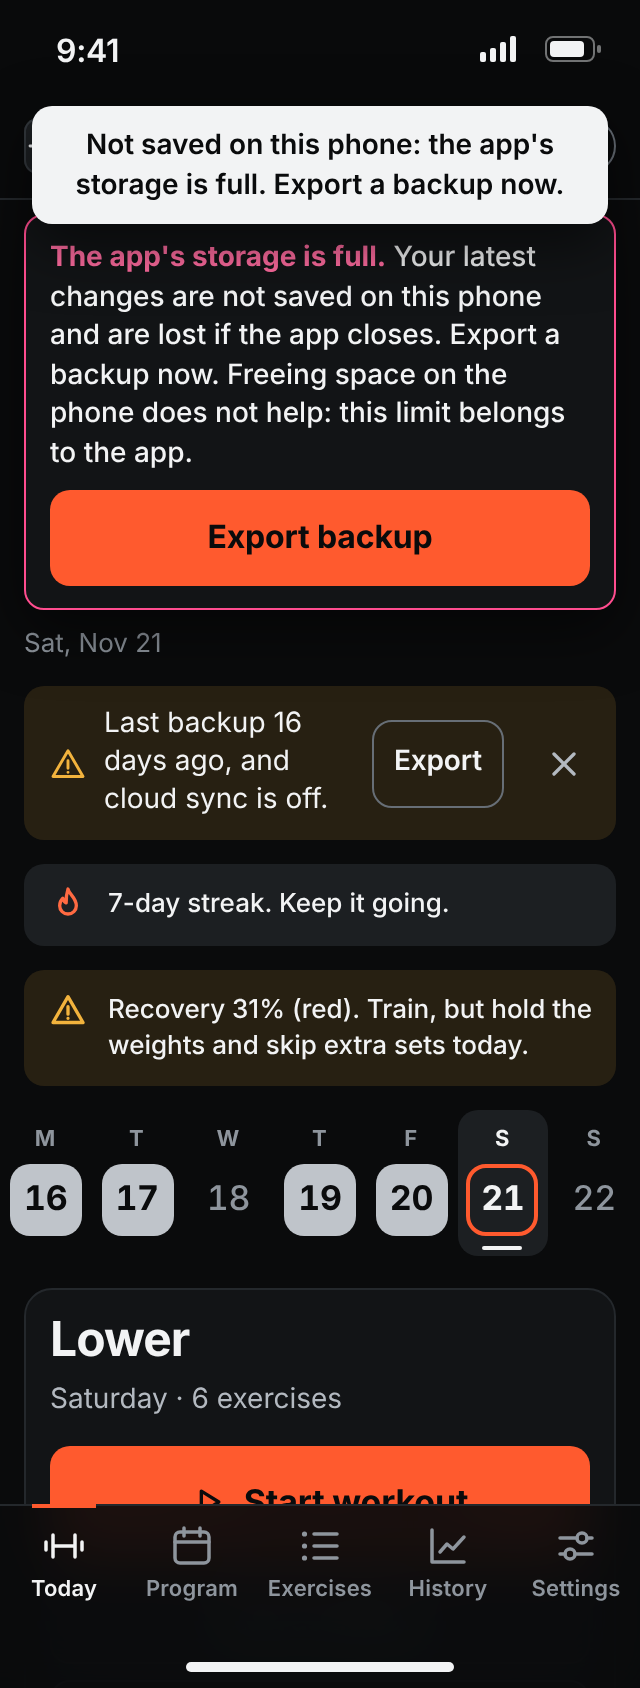 9:41
Not saved on this phone: the app's
storage is full. Export a backup now.
The app's storage is full. Your latest
changes are not saved on this phone
and are lost if the app closes. Export a
backup now. Freeing space on the
phone does not help: this limit belongs
to the app.
Export backup
Sat, Nov 21
Last backup 16
days ago, and
cloud sync is off.
Export
7-day streak. Keep it going.
Recovery 31% (red). Train, but hold the
weights and skip extra sets today.
M T W T F S S
16 17 18 19 20 21 22
Lower
Saturday · 6 exercises
Start workout
Today Program Exercises History Settings